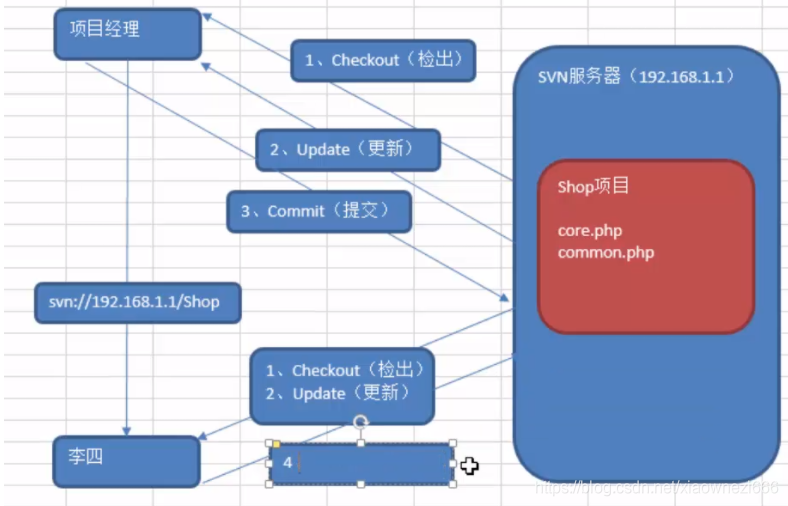 项目经理
1、Checkout（检出）
SVN服务器（192.168.1.1）
2、Update（更新）
Shop项目
3、Commit（提交）
core.php
common.php
svn://192.168.1.1/Shop
1、Checkout（检出）
2、Update（更新）
李四
4
https://blog.csdn.net/xiaownezi686